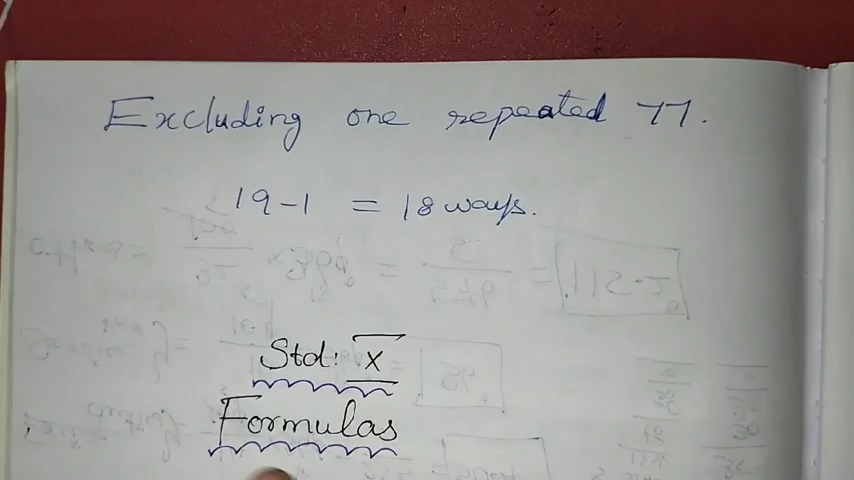 Excluding one repeated 77.
19-1 = 18 ways.
Std: X
Formulas